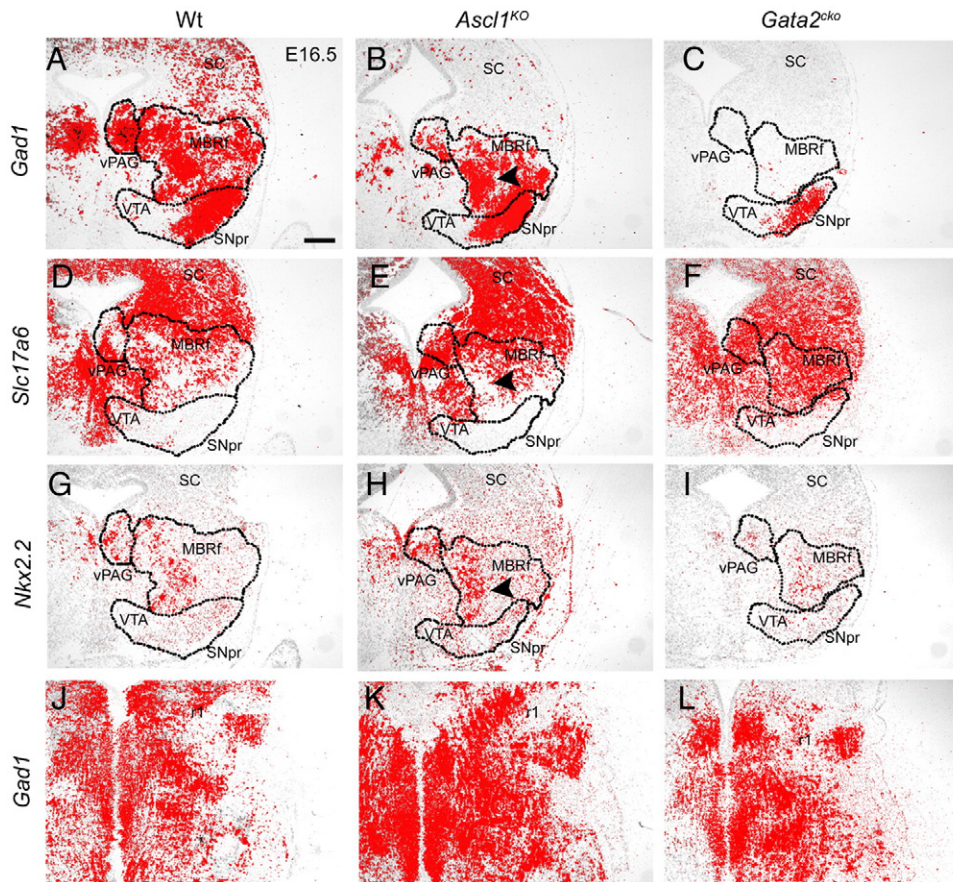 Wt Ascl1KO Gata2cko
Gad1
A E16.5
SC
MBRf
vPAG
VTA
SNpr
B
SC
MBRf
vPAG
VTA
SNpr
C
MBRf
vPAG
VTA
SNpr
Slc17a6
D
SC
MBRf
vPAG
VTA
SNpr
E
SC
MBRf
vPAG
VTA
SNpr
F
SC
MBRf
vPAG
VTA
SNpr
Nkx2.2
G
SC
MBRf
vPAG
VTA
SNpr
H
SC
MBRf
vPAG
VTA
SNpr
I
SC
MBRf
vPAG
VTA
SNpr
Gad1
J
r1
K
r1
L
r1